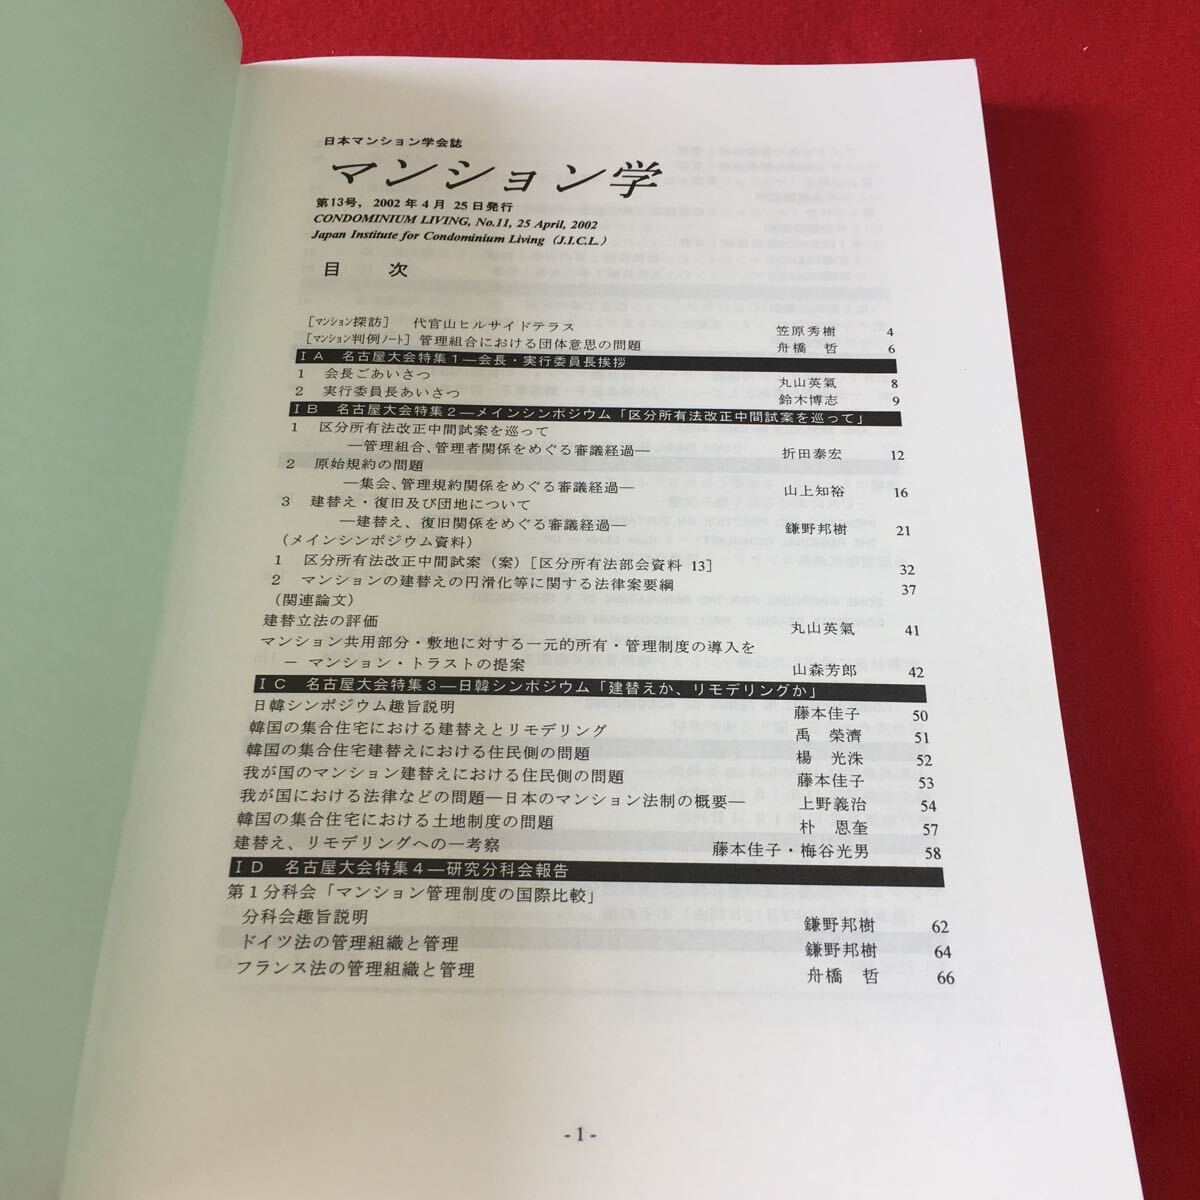 日本マンション学会誌
マンション学
第13号, 2002 年 4 月 25 日発行
CONDOMINIUM LIVING, No.11, 25 April, 2002
Japan Institute for Condominium Living (J.I.C.L.)
目 次
[マンション探訪] 代官山ヒルサイドテラス 笠原秀樹 4
[マンション判例ノート] 管理組合における団体意思の問題 舟橋 哲 6
I A 名古屋大会特集1―会長・実行委員長挨拶
1 会長ごあいさつ 丸山英氣 8
2 実行委員長あいさつ 鈴木博志 9
I B 名古屋大会特集2―メインシンポジウム「区分所有法改正中間試案を巡って」
1 区分所有法改正中間試案を巡って
―管理組合、管理者関係をめぐる審議経過― 折田泰宏 12
2 原始規約の問題
―集会、管理規約関係をめぐる審議経過― 山上知裕 16
3 建替え・復旧及び団地について
―建替え、復旧関係をめぐる審議経過― 鎌野邦樹 21
(メインシンポジウム資料)
1 区分所有法改正中間試案(案)[区分所有法部会資料 13] 32
2 マンションの建替えの円滑化等に関する法律案要綱 37
(関連論文)
建替立法の評価 丸山英氣 41
マンション共用部分・敷地に対する一元的所有・管理制度の導入を
― マンション・トラストの提案 山森芳郎 42
I C 名古屋大会特集3―日韓シンポジウム「建替えか、リモデリングか」
日韓シンポジウム趣旨説明 藤本佳子 50
韓国の集合住宅における建替えとリモデリング 禹 榮濟 51
韓国の集合住宅建替えにおける住民側の問題 楊 光洙 52
我が国のマンション建替えにおける住民側の問題 藤本佳子 53
我が国における法律などの問題―日本のマンション法制の概要― 上野義治 54
韓国の集合住宅における土地制度の問題 朴 恩奎 57
建替え、リモデリングへの一考察 藤本佳子・梅谷光男 58
I D 名古屋大会特集4―研究分科会報告
第1分科会「マンション管理制度の国際比較」
分科会趣旨説明 鎌野邦樹 62
ドイツ法の管理組織と管理 鎌野邦樹 64
フランス法の管理組織と管理 舟橋 哲 66
- 1 -